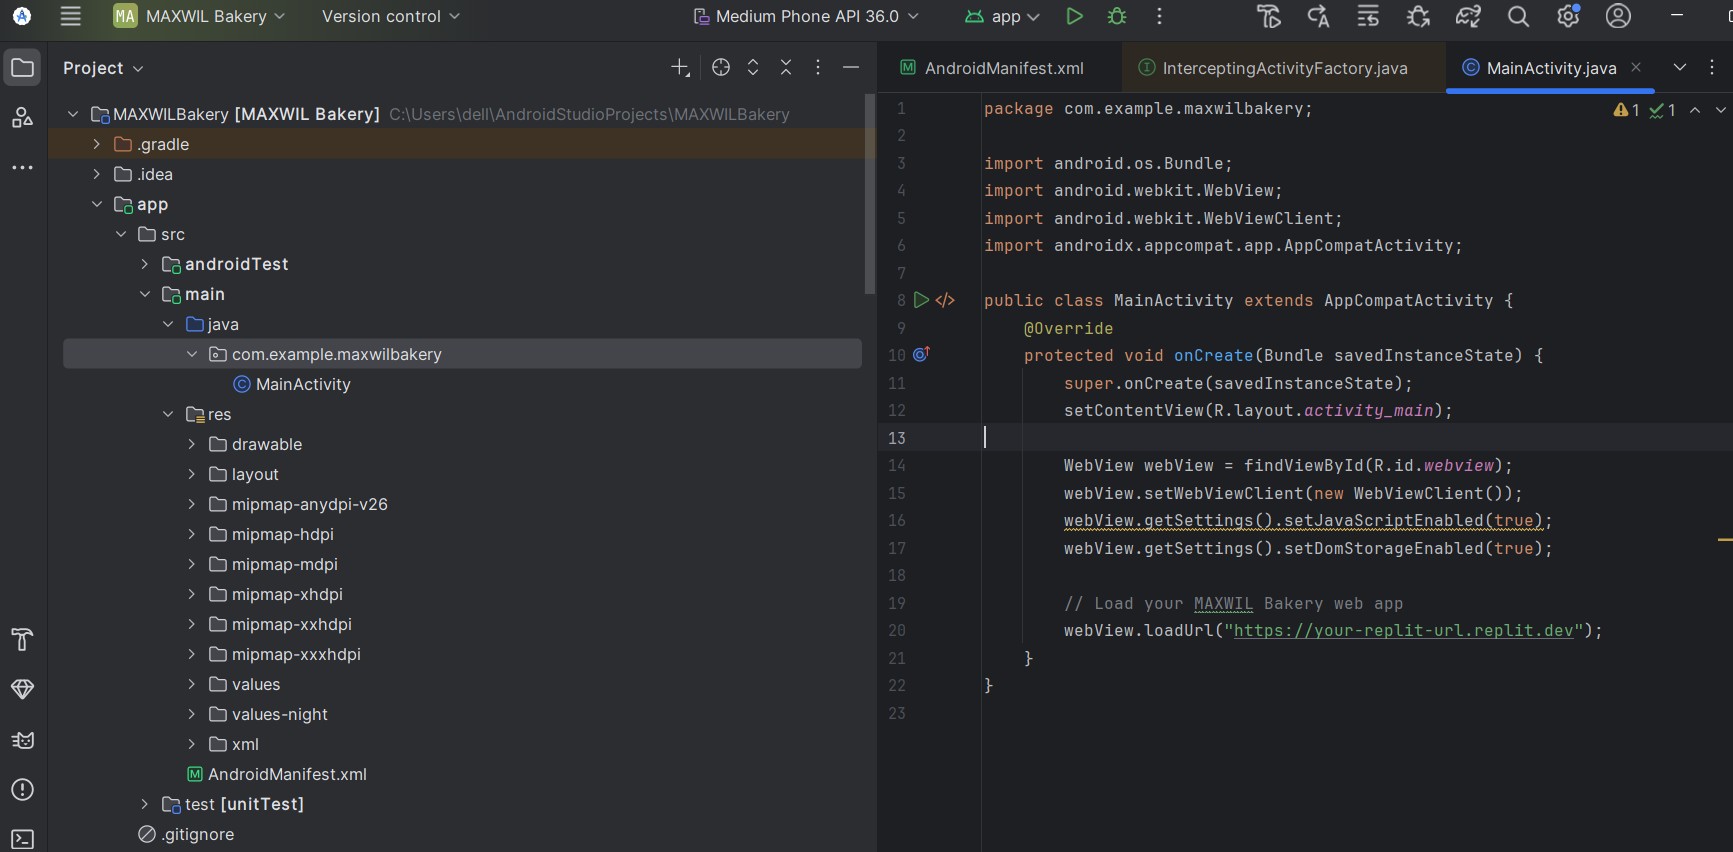 MA MAXWIL Bakery Version control Medium Phone API 36.0 app
Project
MAXWILBakery [MAXWIL Bakery] C:\Users\dell\AndroidStudioProjects\MAXWILBakery
.gradle
.idea
app
src
androidTest
main
java
com.example.maxwilbakery
MainActivity
res
drawable
layout
mipmap-anydpi-v26
mipmap-hdpi
mipmap-mdpi
mipmap-xhdpi
mipmap-xxhdpi
mipmap-xxxhdpi
values
values-night
xml
AndroidManifest.xml
test [unitTest]
.gitignore
AndroidManifest.xml InterceptingActivityFactory.java MainActivity.java
1 package com.example.maxwilbakery; 1 1
2
3 import android.os.Bundle;
4 import android.webkit.WebView;
5 import android.webkit.WebViewClient;
6 import androidx.appcompat.app.AppCompatActivity;
7
8 public class MainActivity extends AppCompatActivity {
9 @Override
10 protected void onCreate(Bundle savedInstanceState) {
11 super.onCreate(savedInstanceState);
12 setContentView(R.layout.activity_main);
13
14 WebView webView = findViewById(R.id.webview);
15 webView.setWebViewClient(new WebViewClient());
16 webView.getSettings().setJavaScriptEnabled(true);
17 webView.getSettings().setDomStorageEnabled(true);
18
19 // Load your MAXWIL Bakery web app
20 webView.loadUrl("https://your-replit-url.replit.dev");
21 }
22 }
23